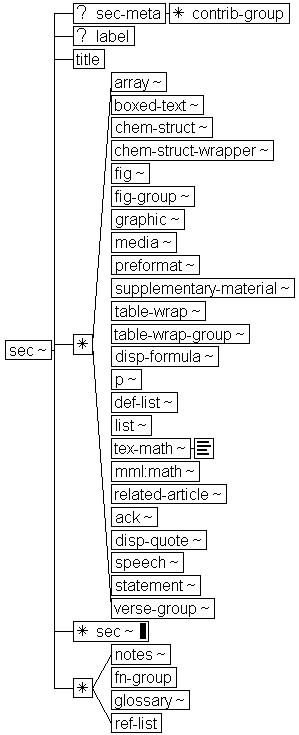 ? sec-meta * contrib-group
? label
title
array ~
boxed-text ~
chem-struct ~
chem-struct-wrapper ~
fig ~
fig-group ~
graphic ~
media ~
preformat ~
supplementary-material ~
table-wrap ~
table-wrap-group ~
disp-formula ~
sec ~ *
p ~
def-list ~
list ~
tex-math ~
mml:math ~
related-article ~
ack ~
disp-quote ~
speech ~
statement ~
verse-group ~
* sec ~
notes ~
fn-group
*
glossary ~
ref-list